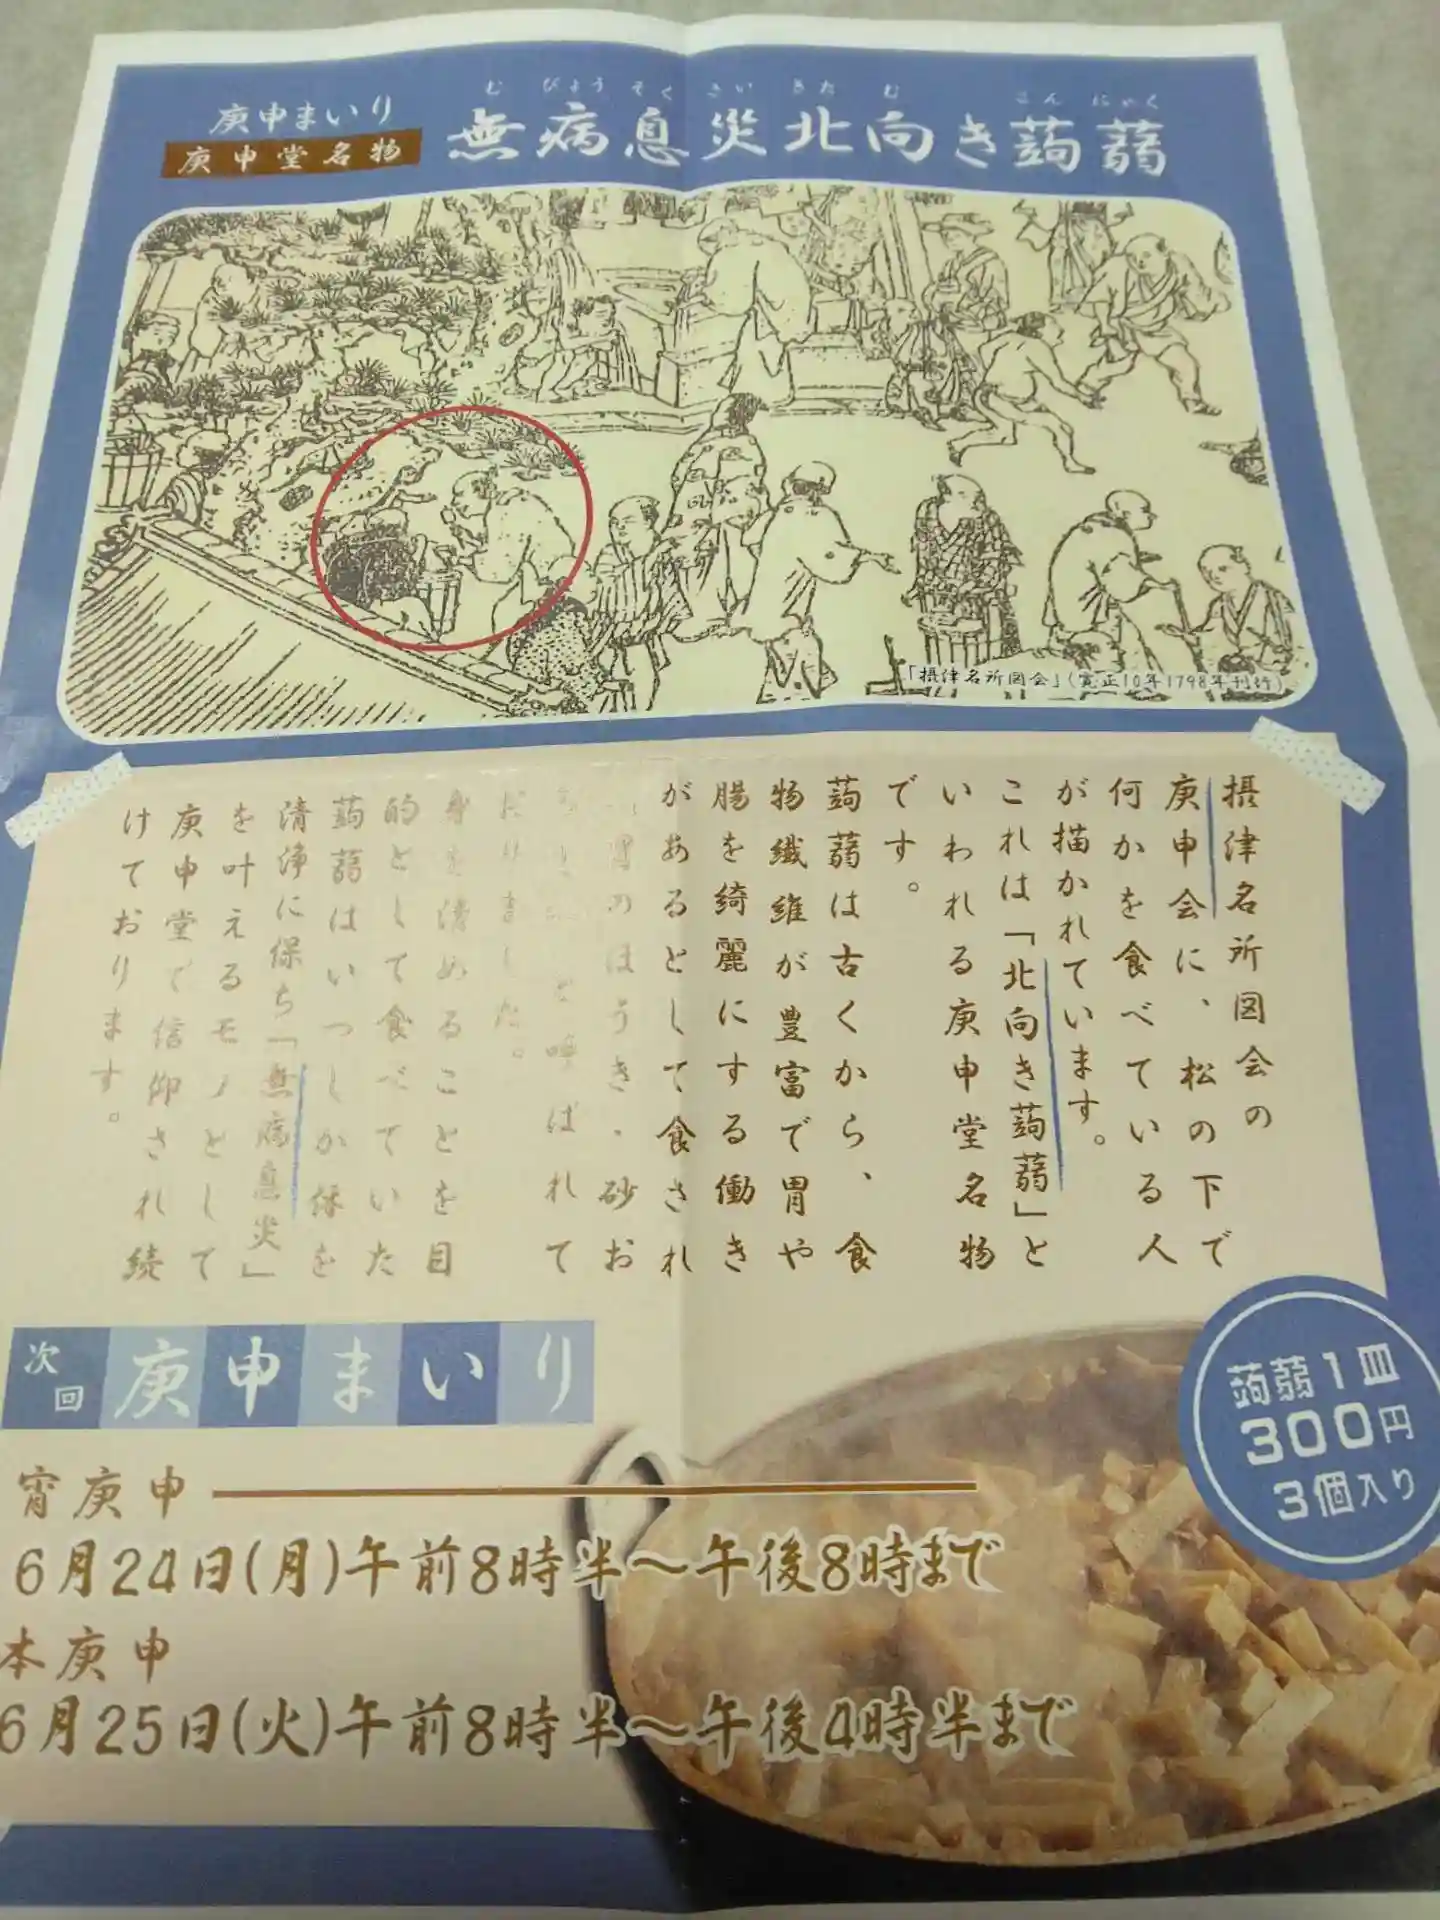 庚申まいり
庚申堂名物
む びょう そく さい きた む こん にゃく
無病息災北向き蒟蒻
「摂津名所図会」(寛正10年1798年刊行)
摂津名所図会の
庚申会に、松の下で
何かを食べている人
が描かれています。
これは「北向き蒟蒻」と
いわれる庚申堂名物
です。
蒟蒻は古くから、食
物繊維が豊富で胃や
腸を綺麗にする働き
があるとして食され
のほうき・砂お
と呼ばれて
た。
身を清めることを目
的として食べていた
蒟蒻はいつしか体を
清浄に保ち「無病息災」
を叶えるモノとして
庚申堂で信仰され続
けております。
蒟蒻1皿
300円
3個入り
次回庚申まいり
宵庚申
6月24日(月)午前8時半〜午後8時まで
本庚申
6月25日(火)午前8時半〜午後4時半まで